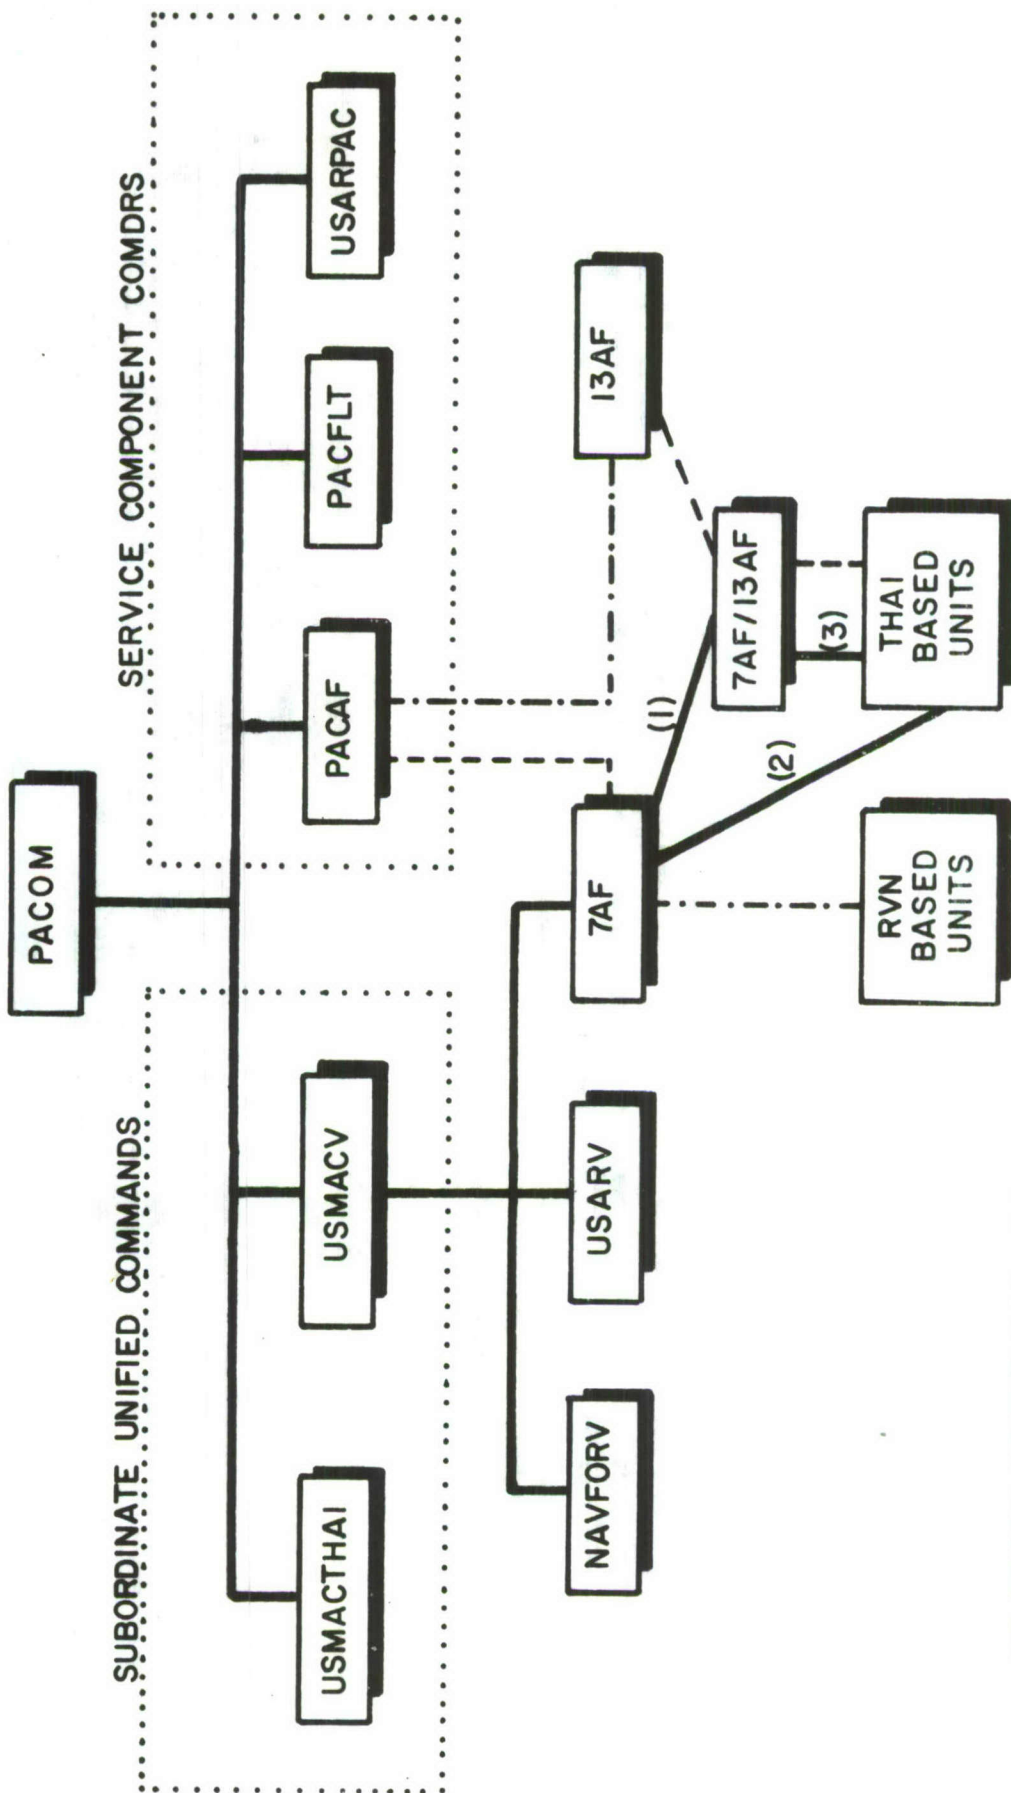 PACOM
SUBORDINATE UNIFIED COMMANDS
SERVICE COMPONENT COMDRS
USMACTHAI
USMACV
PACAF
PACFLT
USARPAC
NAVFORV
USARV
7AF
13AF
(1)
7AF/13AF
(2)
(3)
RVN
BASED
UNITS
THAI
BASED
UNITS